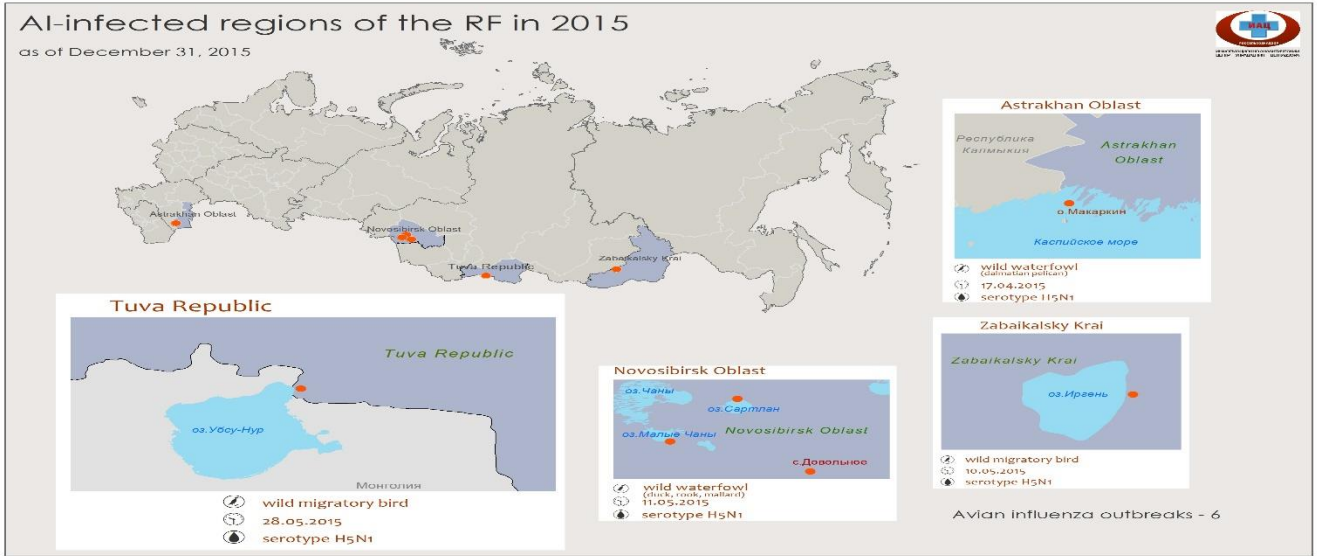 AI-infected regions of the RF in 2015
as of December 31, 2015
ИАЦ
Astrakhan Oblast
Novosibirsk Oblast
Tuva Republic
Zabaikalsky Krai
Astrakhan Oblast
Республика
Калмыкия
Astrakhan
Oblast
о.Макаркин
Каспийское море
wild waterfowl
(dalmatian pelican)
17.04.2015
serotype H5N1
Tuva Republic
Tuva Republic
оз.Убсу-Нур
Монголия
wild migratory bird
28.05.2015
serotype H5N1
Novosibirsk Oblast
оз.Чаны
оз.Сартлан
оз.Малые Чаны
Novosibirsk Oblast
с.Довольное
wild waterfowl
(duck, rook, mallard)
11.05.2015
serotype H5N1
Zabaikalsky Krai
Zabaikalsky Krai
оз.Иргень
wild migratory bird
10.05.2015
serotype H5N1
Avian influenza outbreaks - 6